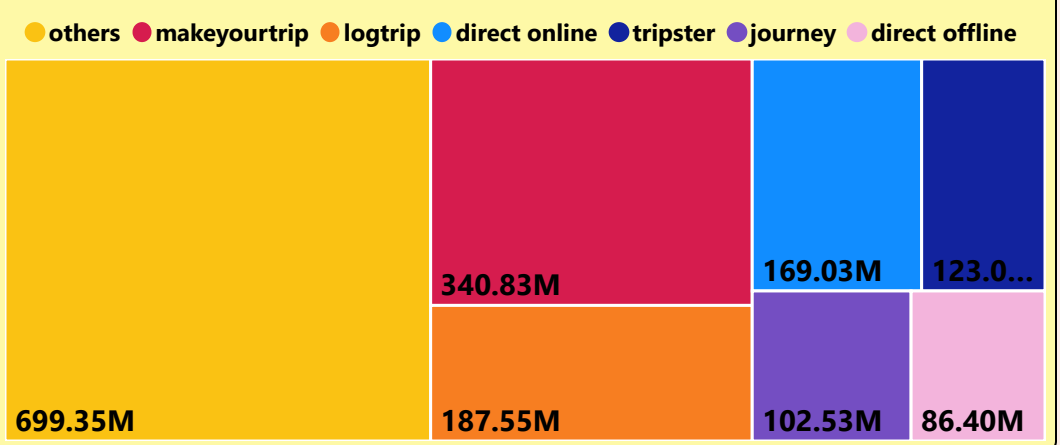 others makeyourtrip logtrip direct online tripster journey direct offline
699.35M
340.83M
187.55M
169.03M
123.0...
102.53M
86.40M